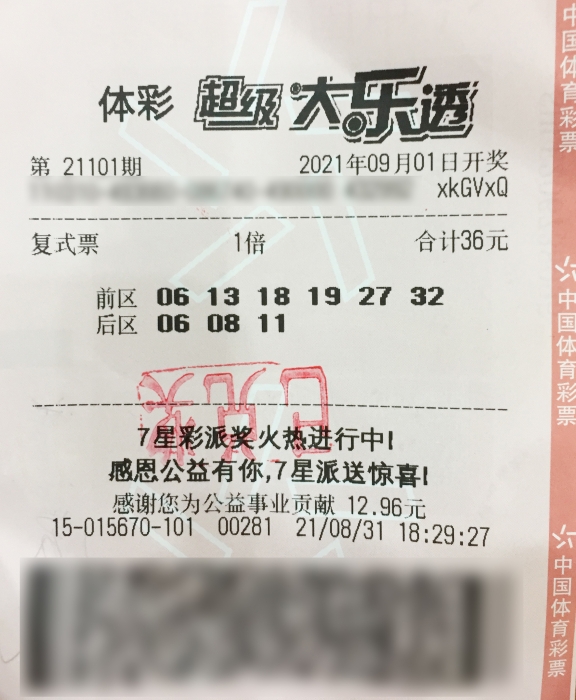 体彩 超级大乐透
第 21101期 2021年09月01日开奖
xkGVxQ
复式票 1倍 合计36元
前区 06 13 18 19 27 32
后区 06 08 11
已兑奖
7星彩派奖火热进行中!
感恩公益有你,7星派送惊喜!
感谢您为公益事业贡献 12.96元
15-015670-101 00281 21/08/31 18:29:27
中国体育彩票
中国体育彩票
中国体育彩票